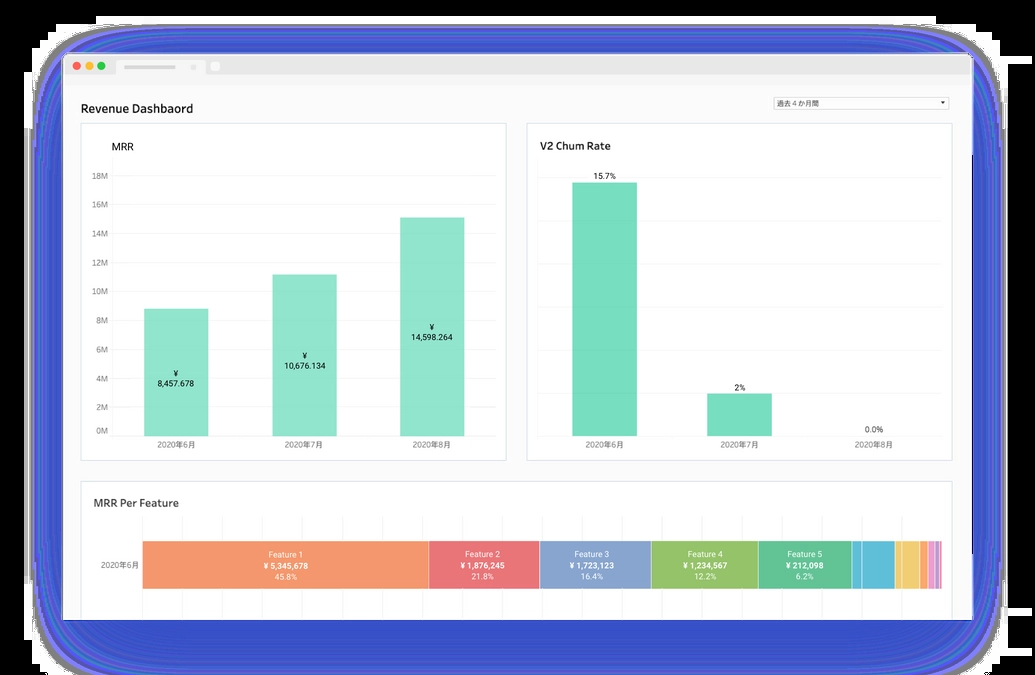 Revenue Dashbaord
過去4か月間
MRR
18M
16M
14M
12M
10M
8M
6M
4M
2M
0M
¥
8,457.678
¥
10,676.134
¥
14,598.264
2020年6月
2020年7月
2020年8月
V2 Chum Rate
15.7%
2%
0.0%
2020年6月
2020年7月
2020年8月
MRR Per Feature
2020年6月
Feature 1
¥ 5,345,678
45.8%
Feature 2
¥ 1,876,245
21.8%
Feature 3
¥ 1,723,123
16.4%
Feature 4
¥ 1,234,567
12.2%
Feature 5
¥ 212,098
6.2%